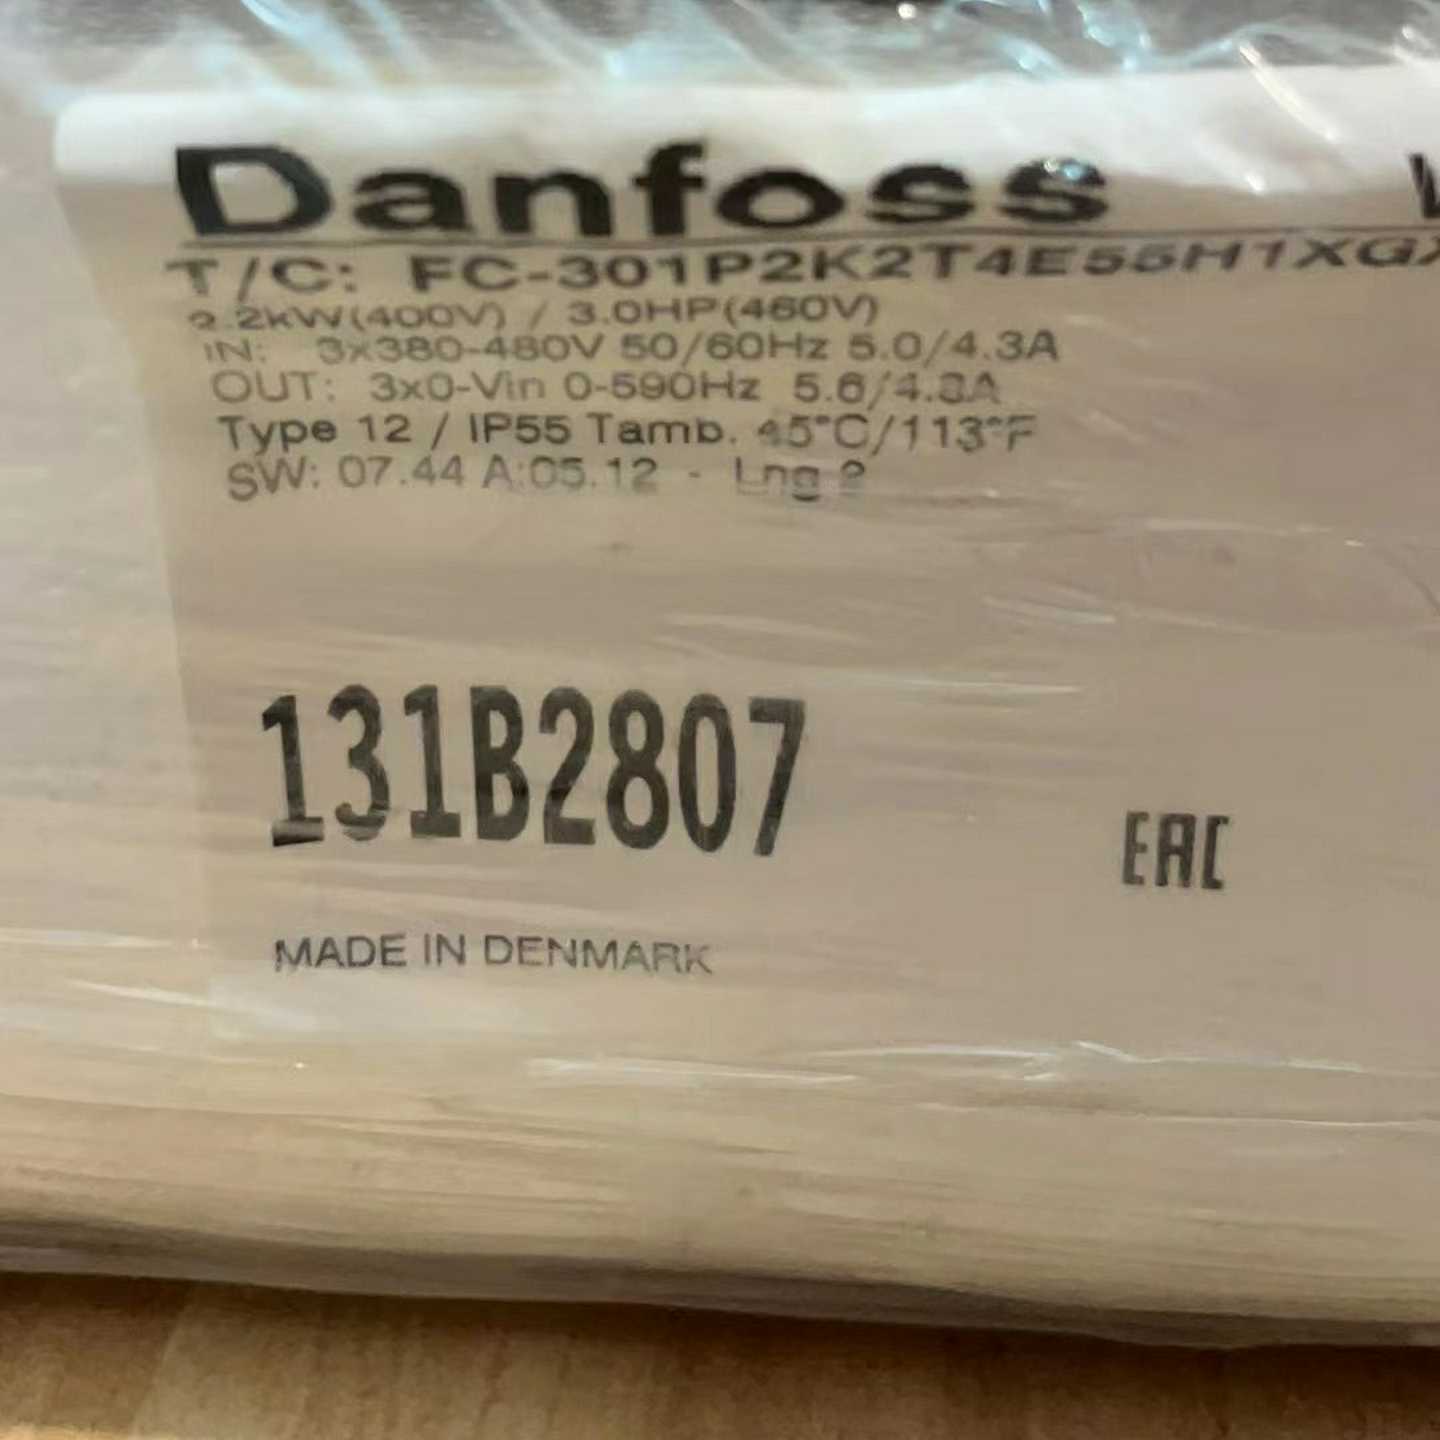 Danfoss
T/C: FC-301P2K2T4E55H1XGX
2.2kW(400V) / 3.0HP(460V)
IN: 3x380-480V 50/60Hz 5.0/4.3A
OUT: 3x0-Vin 0-590Hz 5.6/4.8A
Type 12 / IP55 Tamb. 45°C/113°F
SW: 07.44 A:05.12 - Lng
131B2807
EAC
MADE IN DENMARK